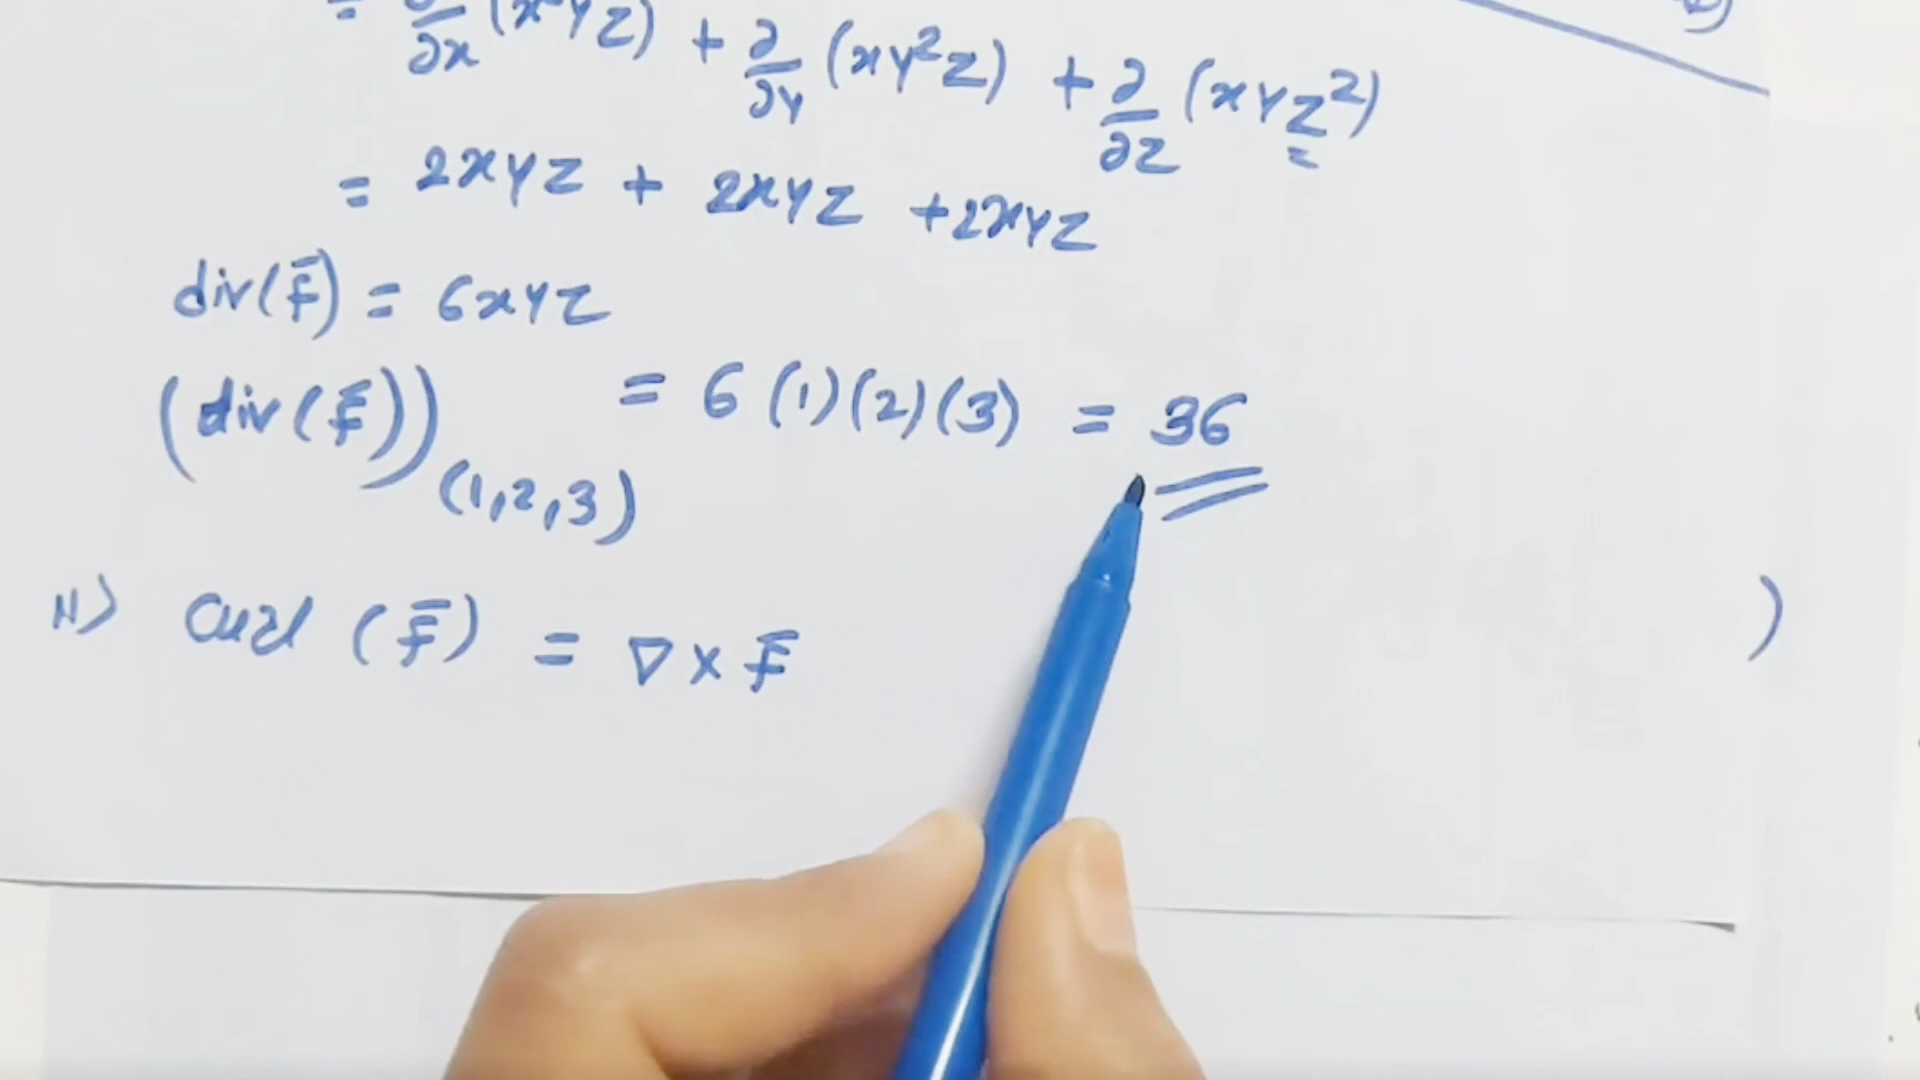 = ∂/∂x (x²yz) + ∂/∂y (xy²z) + ∂/∂z (xyz²)
= 2xyz + 2xyz + 2xyz
div(F̄) = 6xyz
(div(F̄))(1,2,3) = 6(1)(2)(3) = 36
ii) curl (F̄) = ∇ × F̄
)